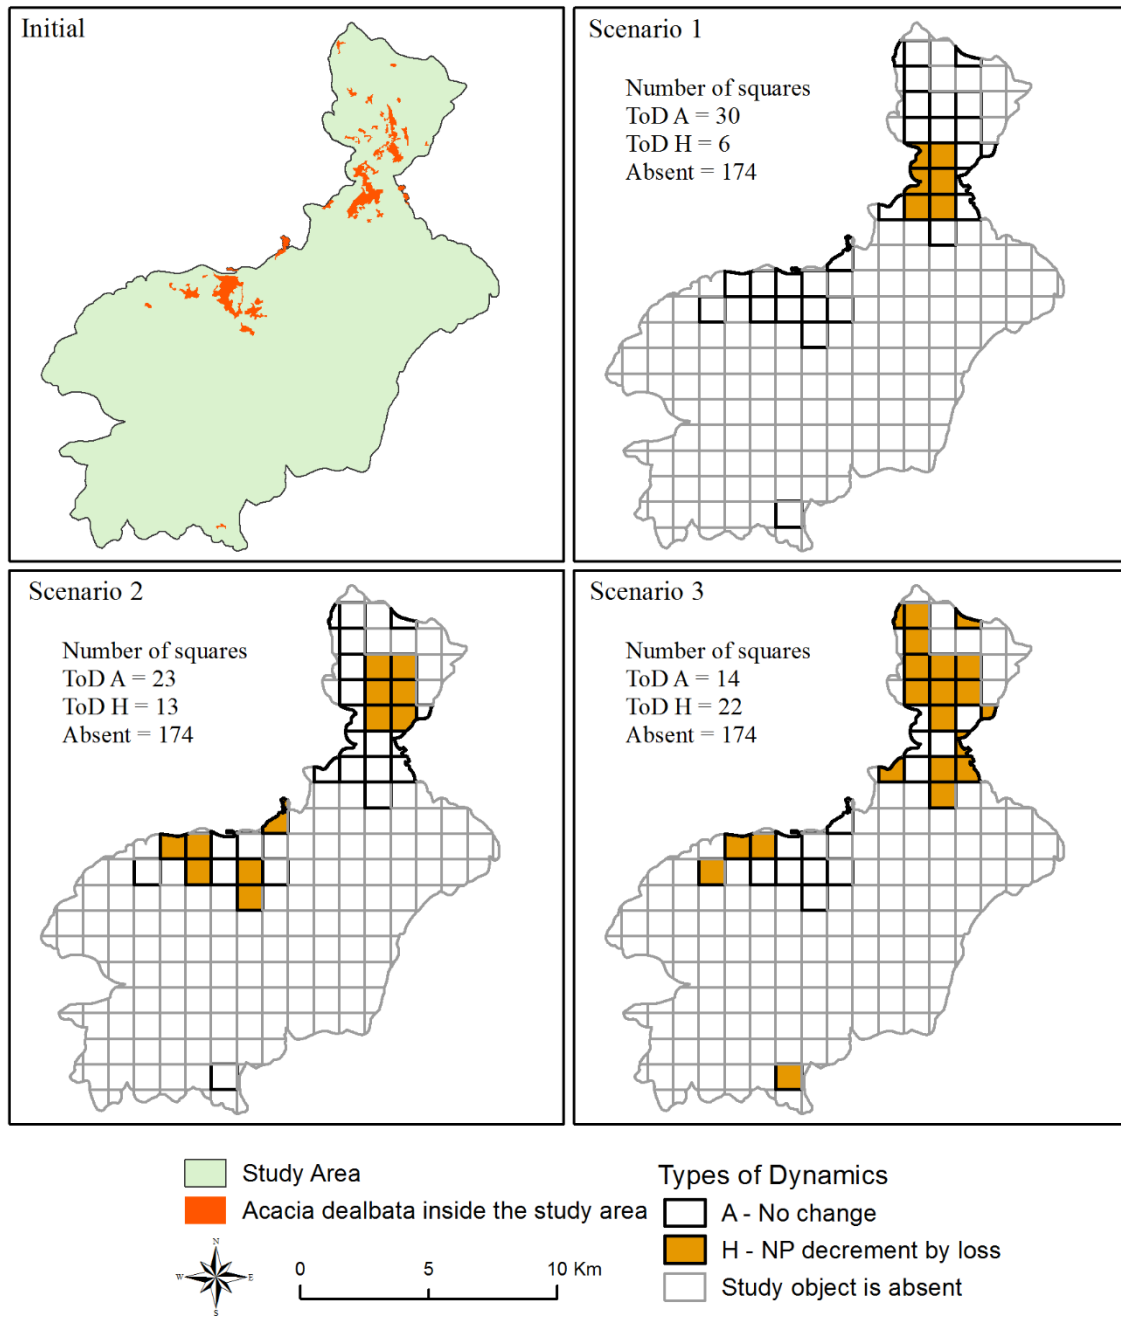 Initial
Scenario 1
Number of squares
ToD A = 30
ToD H = 6
Absent = 174
Scenario 2
Number of squares
ToD A = 23
ToD H = 13
Absent = 174
Scenario 3
Number of squares
ToD A = 14
ToD H = 22
Absent = 174
Study Area
Acacia dealbata inside the study area
N
W E
S
0 5 10 Km
Types of Dynamics
A - No change
H - NP decrement by loss
Study object is absent